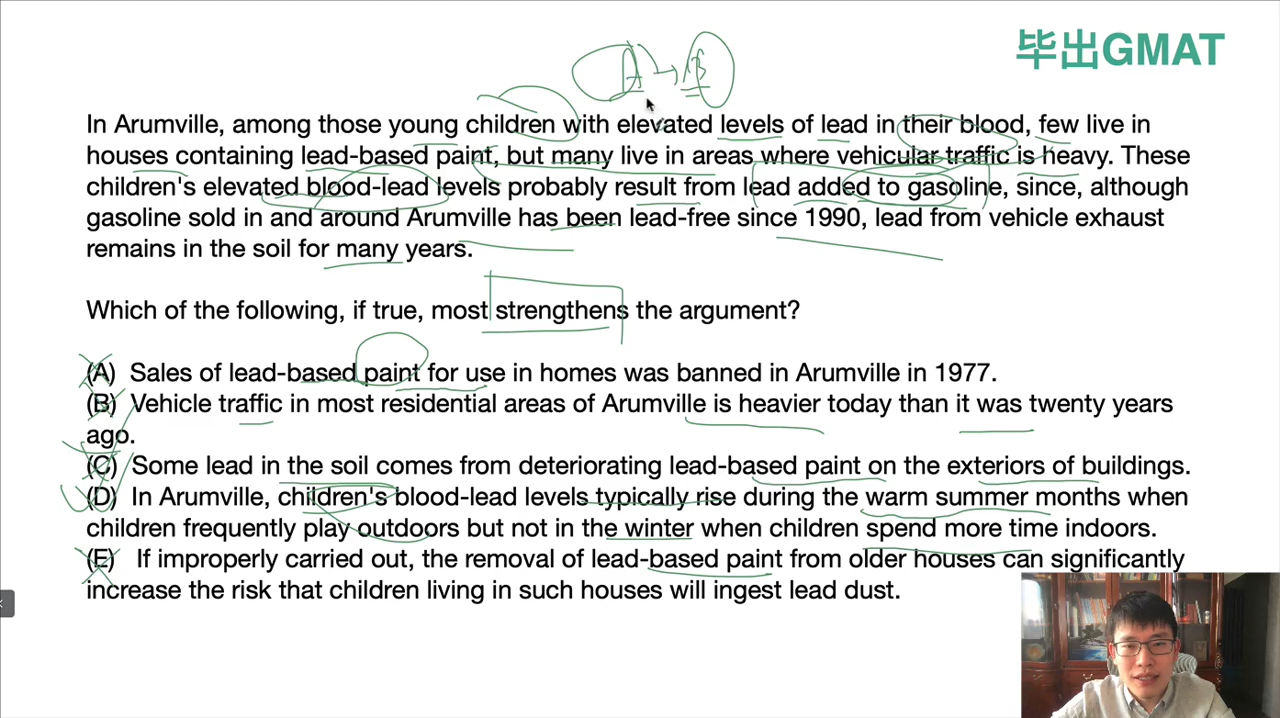 毕出GMAT
A → B
In Arumville, among those young children with elevated levels of lead in their blood, few live in
houses containing lead-based paint, but many live in areas where vehicular traffic is heavy. These
children's elevated blood-lead levels probably result from lead added to gasoline, since, although
gasoline sold in and around Arumville has been lead-free since 1990, lead from vehicle exhaust
remains in the soil for many years.
Which of the following, if true, most strengthens the argument?
(A) Sales of lead-based paint for use in homes was banned in Arumville in 1977.
(B) Vehicle traffic in most residential areas of Arumville is heavier today than it was twenty years
ago.
(C) Some lead in the soil comes from deteriorating lead-based paint on the exteriors of buildings.
(D) In Arumville, children's blood-lead levels typically rise during the warm summer months when
children frequently play outdoors but not in the winter when children spend more time indoors.
(E) If improperly carried out, the removal of lead-based paint from older houses can significantly
increase the risk that children living in such houses will ingest lead dust.